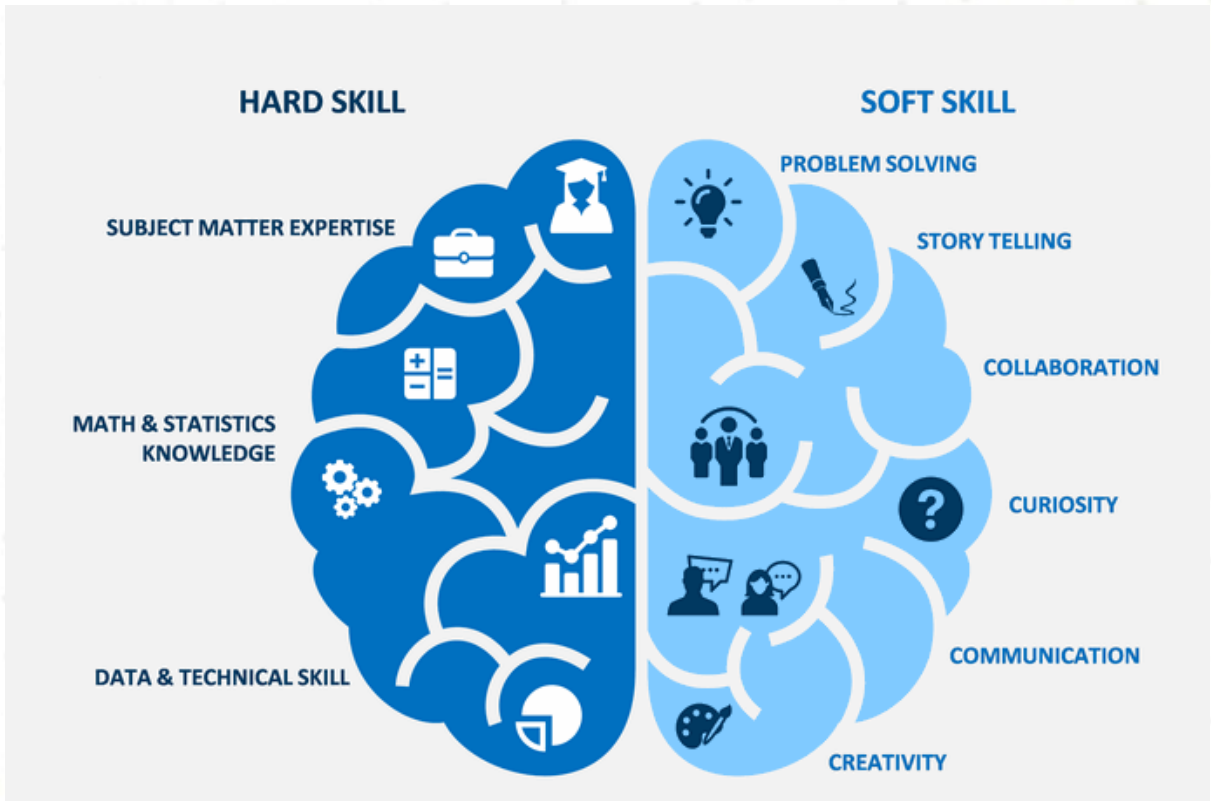 HARD SKILL
SUBJECT MATTER EXPERTISE
MATH & STATISTICS
KNOWLEDGE
DATA & TECHNICAL SKILL
SOFT SKILL
PROBLEM SOLVING
STORY TELLING
COLLABORATION
CURIOSITY
COMMUNICATION
CREATIVITY